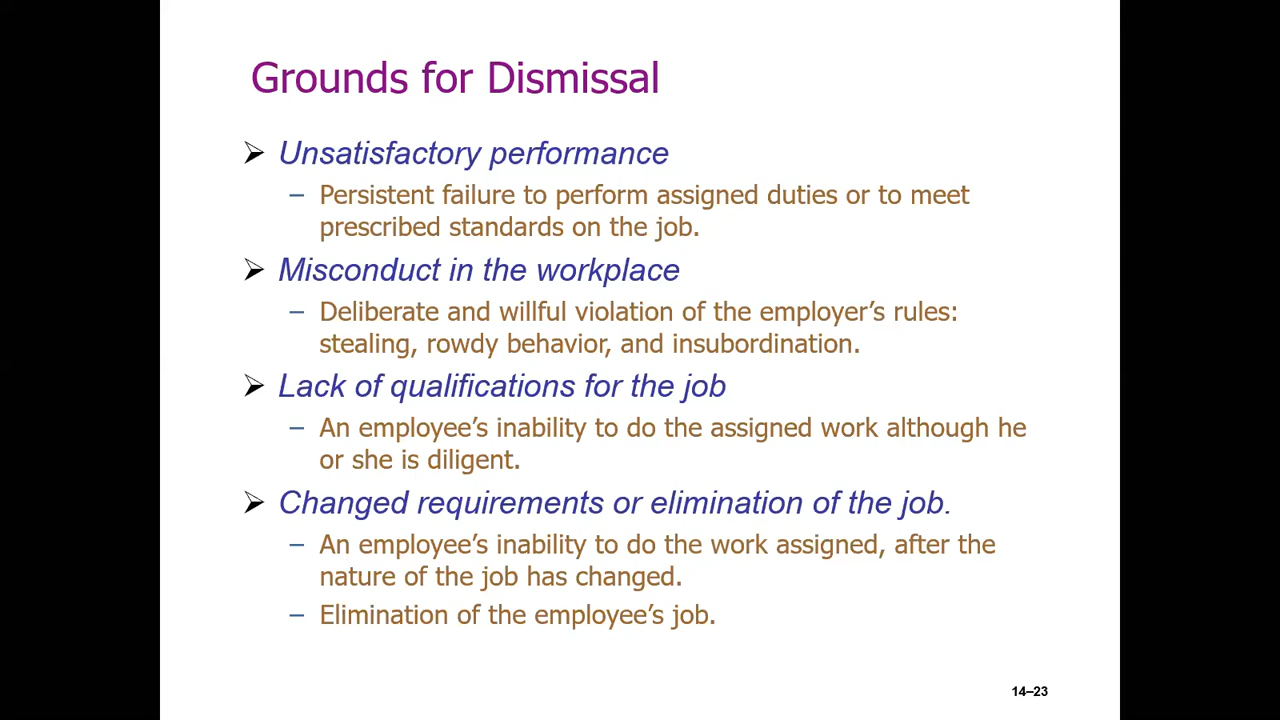 Grounds for Dismissal
➢ Unsatisfactory performance
– Persistent failure to perform assigned duties or to meet
prescribed standards on the job.
➢ Misconduct in the workplace
– Deliberate and willful violation of the employer’s rules:
stealing, rowdy behavior, and insubordination.
➢ Lack of qualifications for the job
– An employee’s inability to do the assigned work although he
or she is diligent.
➢ Changed requirements or elimination of the job.
– An employee’s inability to do the work assigned, after the
nature of the job has changed.
– Elimination of the employee’s job.
14–23